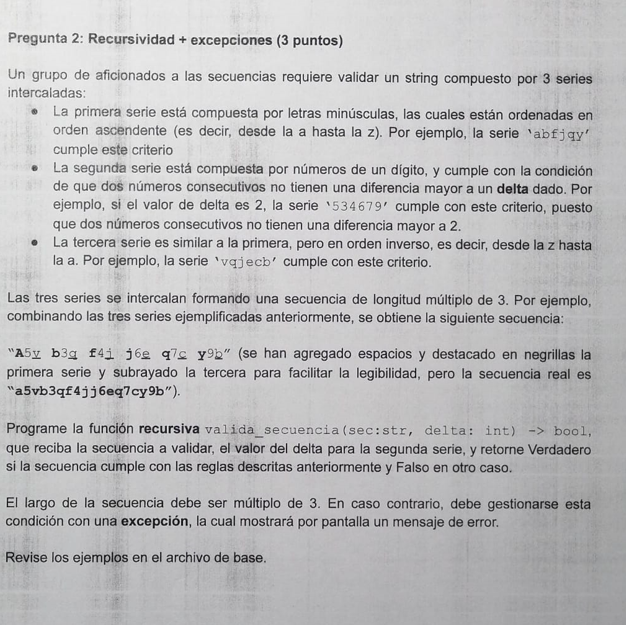 Pregunta 2: Recursividad + excepciones (3 puntos)
Un grupo de aficionados a las secuencias requiere validar un string compuesto por 3 series
intercaladas:
● La primera serie está compuesta por letras minúsculas, las cuales están ordenadas en
orden ascendente (es decir, desde la a hasta la z). Por ejemplo, la serie 'abfjqy'
cumple este criterio
● La segunda serie está compuesta por números de un dígito, y cumple con la condición
de que dos números consecutivos no tienen una diferencia mayor a un delta dado. Por
ejemplo, si el valor de delta es 2, la serie '534679' cumple con este criterio, puesto
que dos números consecutivos no tienen una diferencia mayor a 2.
● La tercera serie es similar a la primera, pero en orden inverso, es decir, desde la z hasta
la a. Por ejemplo, la serie 'vqjecb' cumple con este criterio.
Las tres series se intercalan formando una secuencia de longitud múltiplo de 3. Por ejemplo,
combinando las tres series ejemplificadas anteriormente, se obtiene la siguiente secuencia:
"A5v b3q f4j j6e q7c y9b" (se han agregado espacios y destacado en negrillas la
primera serie y subrayado la tercera para facilitar la legibilidad, pero la secuencia real es
"a5vb3qf4jj6eq7cy9b").
Programe la función recursiva valida_secuencia(sec:str, delta: int) -> bool,
que reciba la secuencia a validar, el valor del delta para la segunda serie, y retorne Verdadero
si la secuencia cumple con las reglas descritas anteriormente y Falso en otro caso.
El largo de la secuencia debe ser múltiplo de 3. En caso contrario, debe gestionarse esta
condición con una excepción, la cual mostrará por pantalla un mensaje de error.
Revise los ejemplos en el archivo de base.